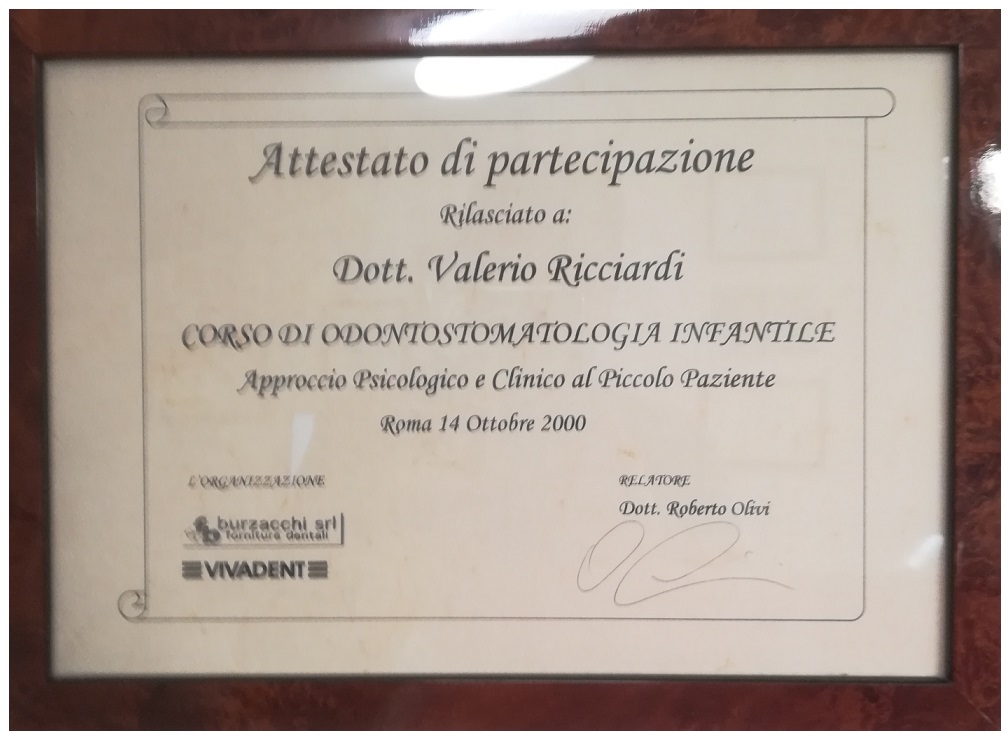 Attestato di partecipazione
Rilasciato a:
Dott. Valerio Ricciardi
CORSO DI ODONTOSTOMATOLOGIA INFANTILE
Approccio Psicologico e Clinico al Piccolo Paziente
Roma 14 Ottobre 2000
L'ORGANIZZAZIONE
burzacchi srl
forniture dentali
VIVADENT
RELATORE
Dott. Roberto Olivi